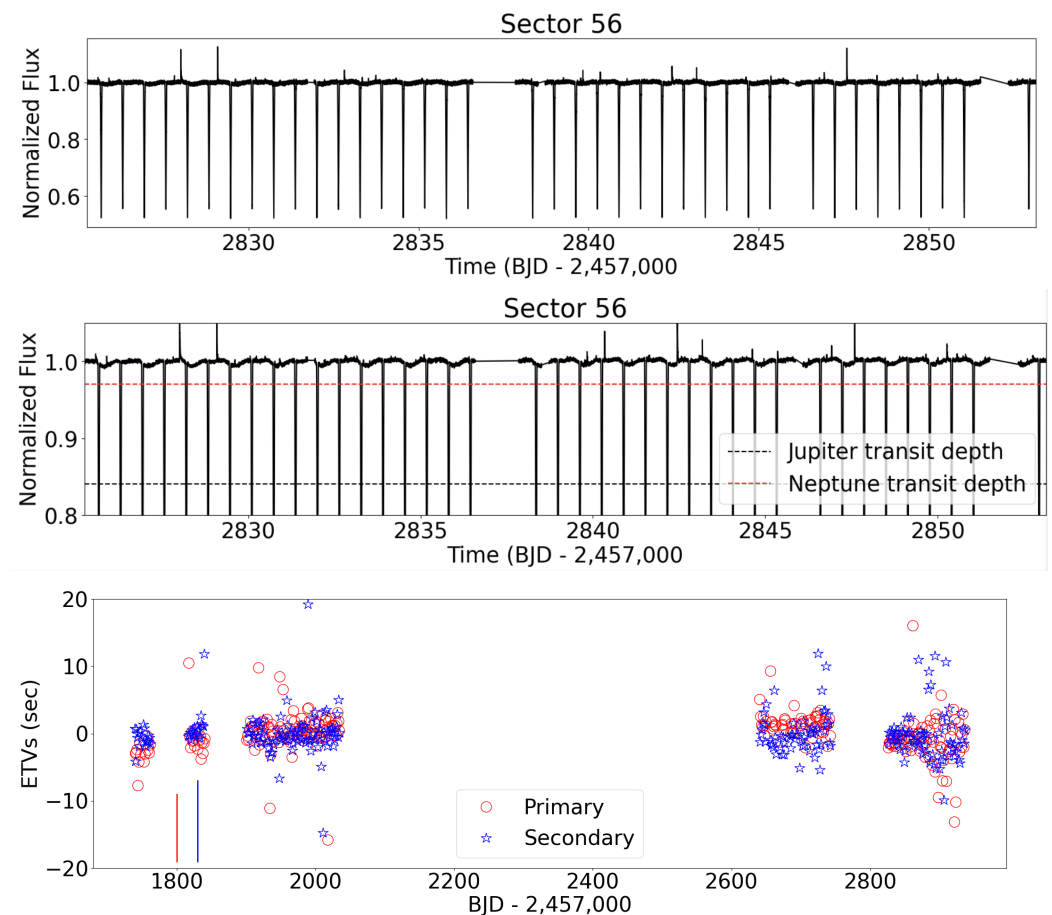 Sector 56
Normalized Flux
1.0
0.8
0.6
2830 2835 2840 2845 2850
Time (BJD - 2,457,000
Sector 56
Normalized Flux
1.0
0.9
0.8
Jupiter transit depth
Neptune transit depth
2830 2835 2840 2845 2850
Time (BJD - 2,457,000
ETVs (sec)
20
10
0
−10
−20
Primary
Secondary
1800 2000 2200 2400 2600 2800
BJD - 2,457,000